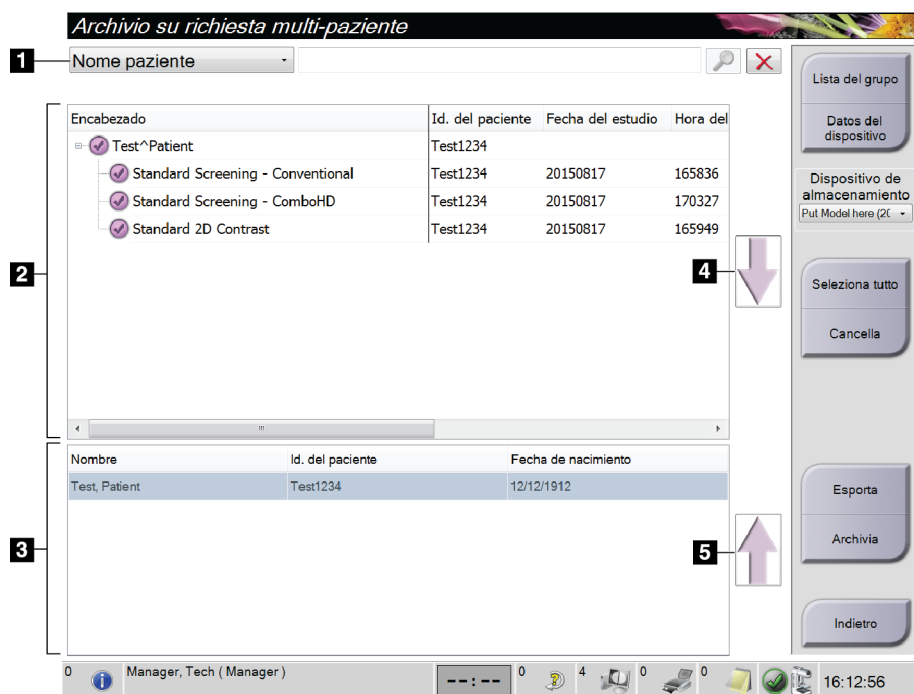 Archivio su richiesta multi-paziente
1
Nome paziente
2
Encabezado Id. del paciente Fecha del estudio Hora del
Test^Patient Test1234
Standard Screening - Conventional Test1234 20150817 165836
Standard Screening - ComboHD Test1234 20150817 170327
Standard 2D Contrast Test1234 20150817 165949
4
3
Nombre Id. del paciente Fecha de nacimiento
Test, Patient Test1234 12/12/1912
5
Lista del grupo
Datos del
dispositivo
Dispositivo de
almacenamiento
Put Model here (20
Seleziona tutto
Cancella
Esporta
Archivia
Indietro
0 Manager, Tech ( Manager ) --:-- 0 4 0 0 16:12:56